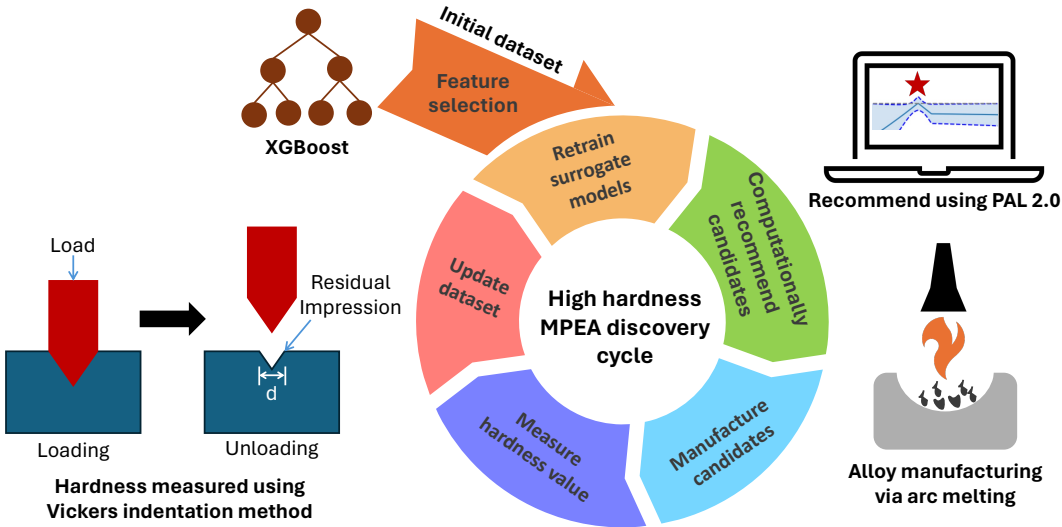 Initial dataset
Feature
selection
XGBoost
Retrain
surrogate
models
Computationally
recommend
candidates
Recommend using PAL 2.0
Manufacture
candidates
Alloy manufacturing
via arc melting
Measure
hardness value
Update
dataset
High hardness
MPEA discovery
cycle
Load
Residual
Impression
d
Loading
Unloading
Hardness measured using
Vickers indentation method